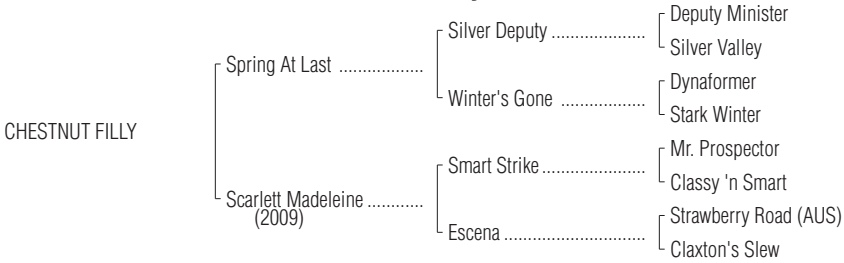 Deputy Minister
Silver Deputy ....................
Silver Valley
Spring At Last ..................
Dynaformer
Winter's Gone ..................
Stark Winter
CHESTNUT FILLY
Mr. Prospector
Smart Strike......................
Classy 'n Smart
Scarlett Madeleine ............
(2009)
Strawberry Road (AUS)
Escena ..............................
Claxton's Slew